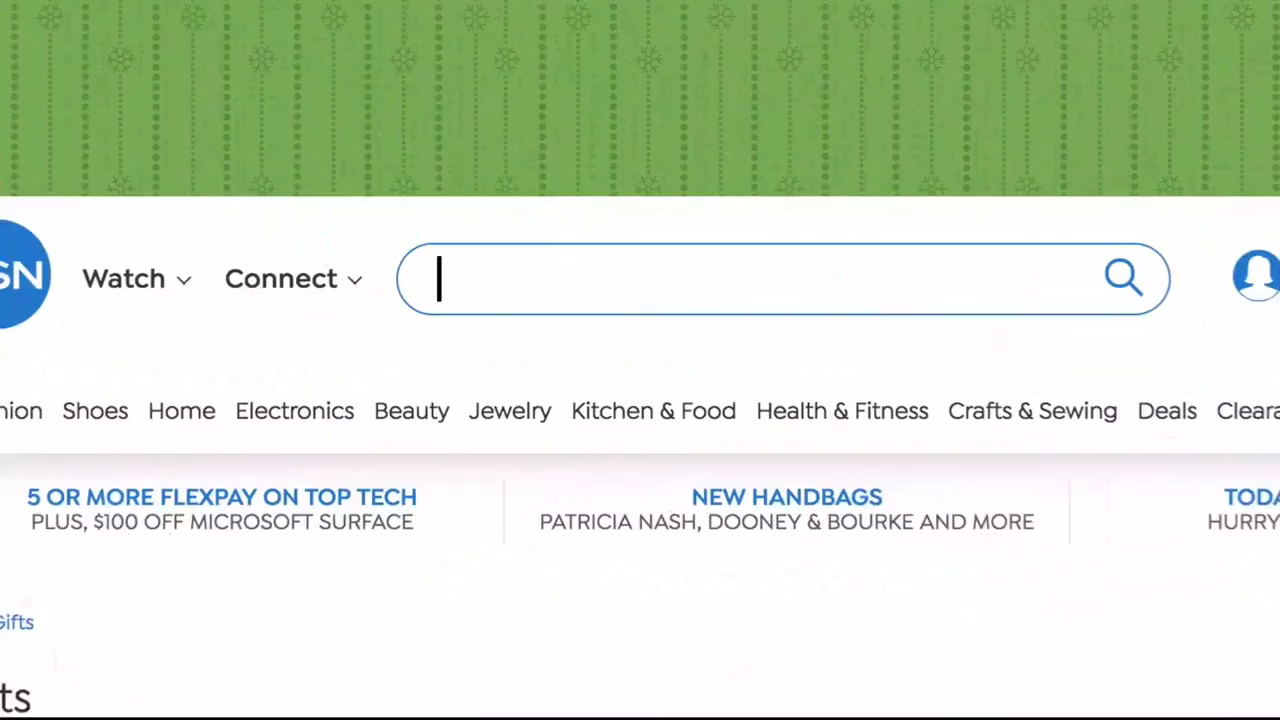 SN
Watch
Connect
nion Shoes Home Electronics Beauty Jewelry Kitchen & Food Health & Fitness Crafts & Sewing Deals Cleara
5 OR MORE FLEXPAY ON TOP TECH
PLUS, $100 OFF MICROSOFT SURFACE
NEW HANDBAGS
PATRICIA NASH, DOONEY & BOURKE AND MORE
TODA
HURRY
Gifts
ts